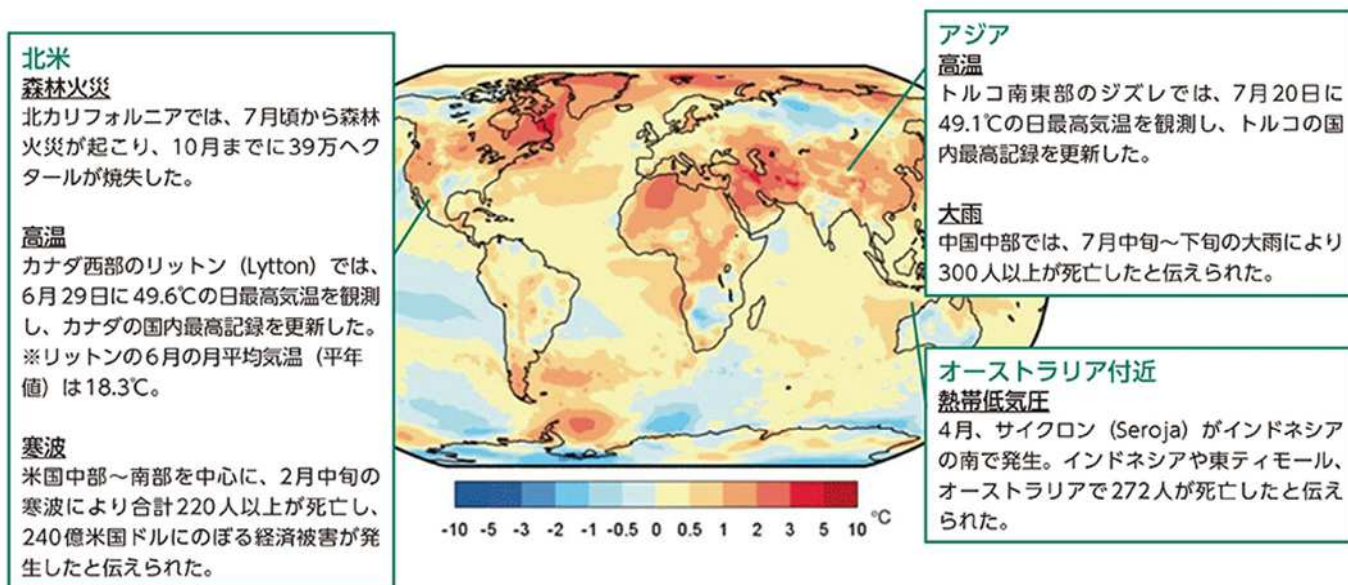 北米
森林火災
北カリフォルニアでは、7月頃から森林
火災が起こり、10月までに39万ヘク
タールが焼失した。
高温
カナダ西部のリットン（Lytton）では、
6月29日に49.6℃の日最高気温を観測
し、カナダの国内最高記録を更新した。
※リットンの6月の月平均気温（平年
値）は18.3℃。
寒波
米国中部～南部を中心に、2月中旬の
寒波により合計220人以上が死亡し、
240億米国ドルにのぼる経済被害が発
生したと伝えられた。
アジア
高温
トルコ南東部のジズレでは、7月20日に
49.1℃の日最高気温を観測し、トルコの国
内最高記録を更新した。
大雨
中国中部では、7月中旬～下旬の大雨により
300人以上が死亡したと伝えられた。
オーストラリア付近
熱帯低気圧
4月、サイクロン（Seroja）がインドネシア
の南で発生。インドネシアや東ティモール、
オーストラリアで272人が死亡したと伝え
られた。
-10 -5 -3 -2 -1 -0.5 0 0.5 1 2 3 5 10 ℃